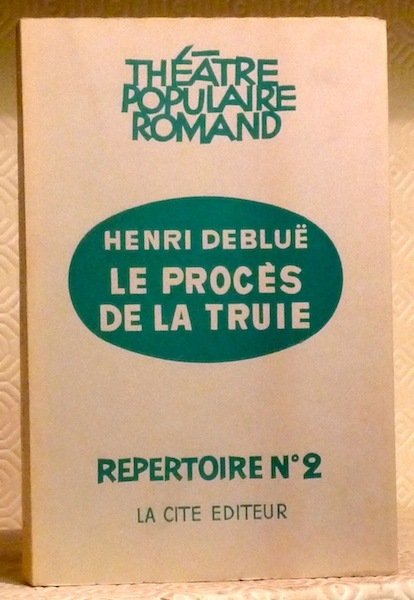 THÉÂTRE
POPULAIRE
ROMAND
HENRI DEBLUË
LE PROCÈS
DE LA TRUIE
REPERTOIRE N° 2
LA CITE EDITEUR